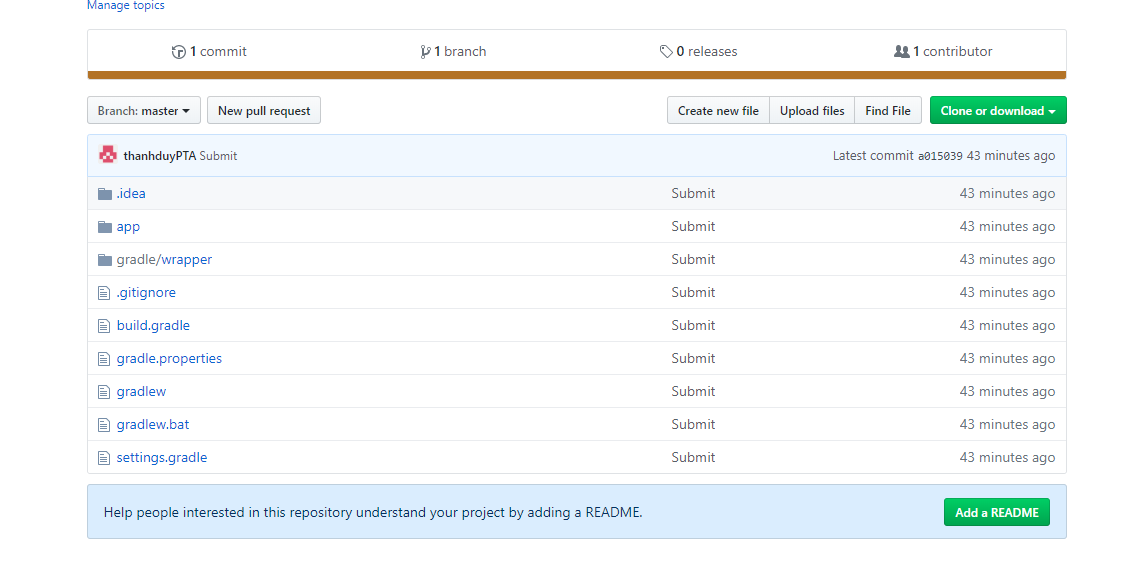 Manage topics
1 commit 1 branch 0 releases 1 contributor
Branch: master New pull request Create new file Upload files Find File Clone or download
thanhduyPTA Submit Latest commit a015039 43 minutes ago
.idea Submit 43 minutes ago
app Submit 43 minutes ago
gradle/wrapper Submit 43 minutes ago
.gitignore Submit 43 minutes ago
build.gradle Submit 43 minutes ago
gradle.properties Submit 43 minutes ago
gradlew Submit 43 minutes ago
gradlew.bat Submit 43 minutes ago
settings.gradle Submit 43 minutes ago
Help people interested in this repository understand your project by adding a README. Add a README